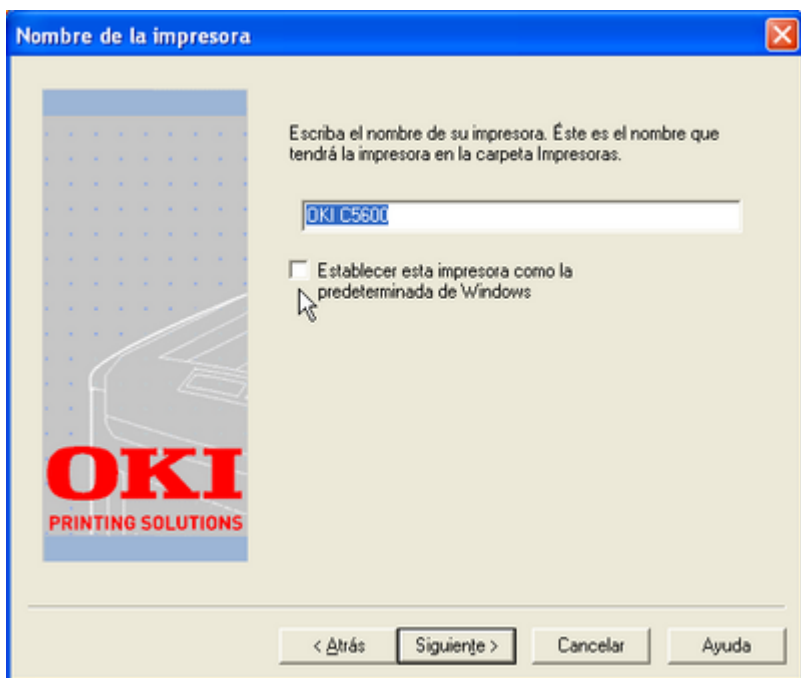 Nombre de la impresora
Escriba el nombre de su impresora. Éste es el nombre que
tendrá la impresora en la carpeta Impresoras.
OKI C5600
Establecer esta impresora como la
predeterminada de Windows
OKI
PRINTING SOLUTIONS
< Atrás
Siguiente >
Cancelar
Ayuda